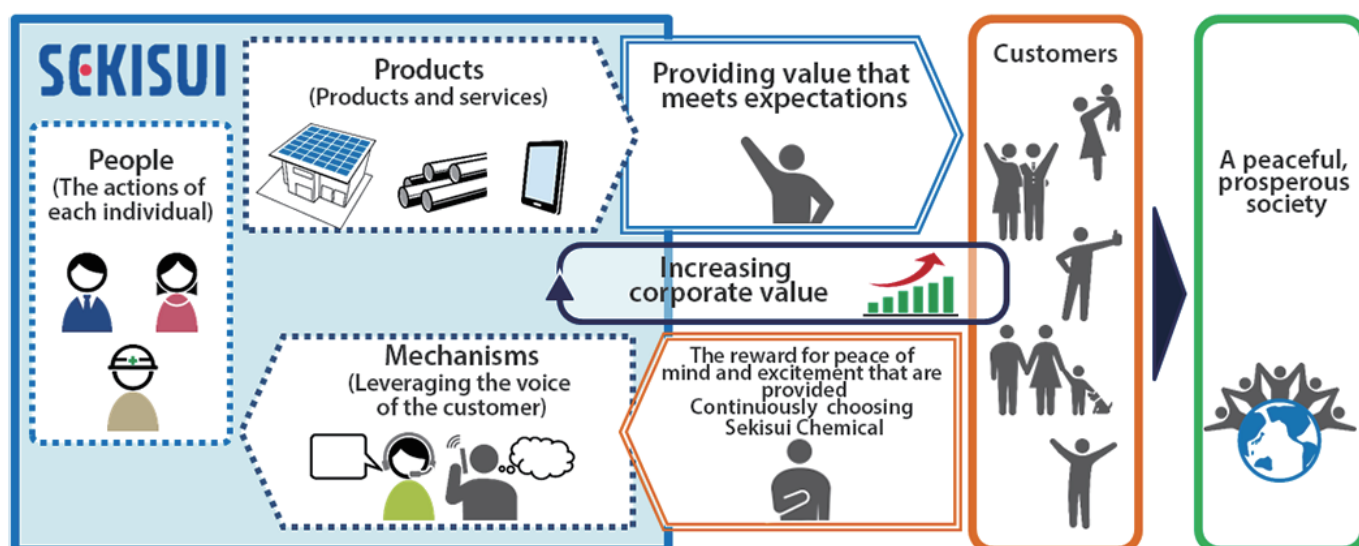 SEKISUI
People
(The actions of
each individual)
Products
(Products and services)
Providing value that
meets expectations
Increasing
corporate value
Mechanisms
(Leveraging the voice
of the customer)
The reward for peace of
mind and excitement that are
provided
Continuously choosing
Sekisui Chemical
Customers
A peaceful,
prosperous
society